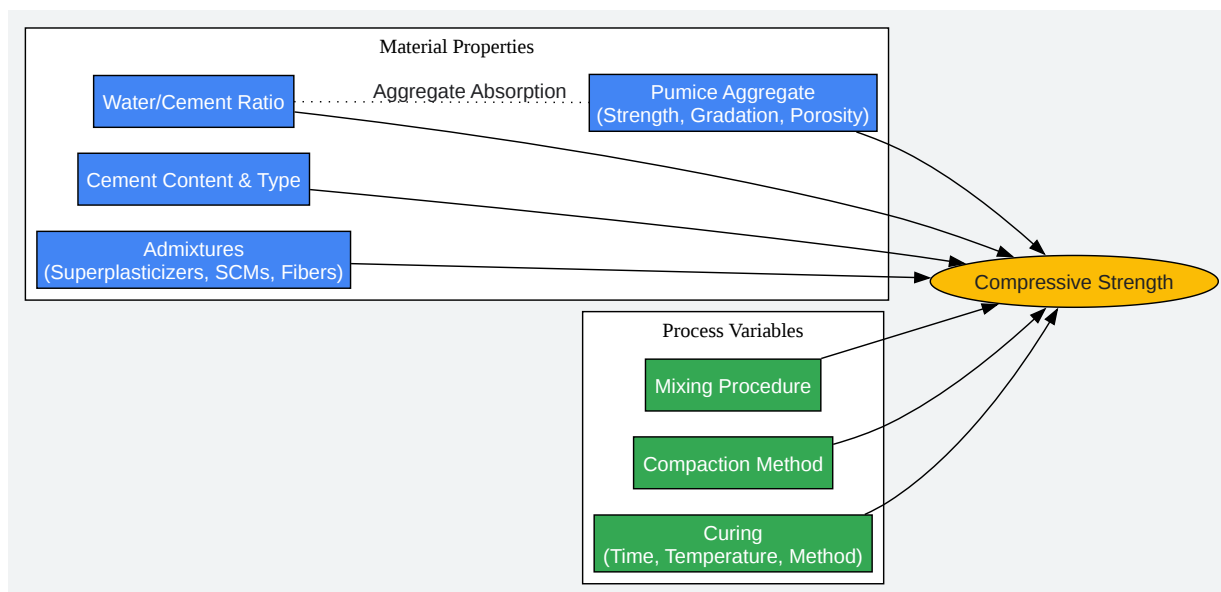 Material Properties
Water/Cement Ratio
Aggregate Absorption
Pumice Aggregate
(Strength, Gradation, Porosity)
Cement Content & Type
Admixtures
(Superplasticizers, SCMs, Fibers)
Compressive Strength
Process Variables
Mixing Procedure
Compaction Method
Curing
(Time, Temperature, Method)